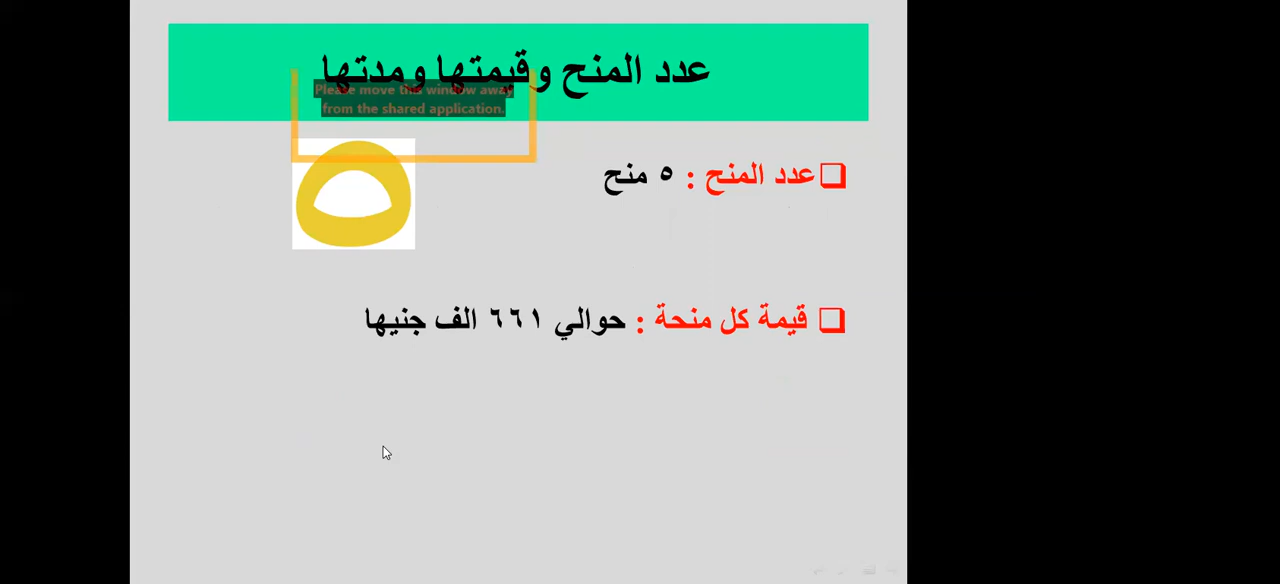 عدد المنح وقيمتها ومدتها
Please move this window away
from the shared application.
❑عدد المنح : ٥ منح
٥
❑ قيمة كل منحة : حوالي ٦٦١ الف جنيها